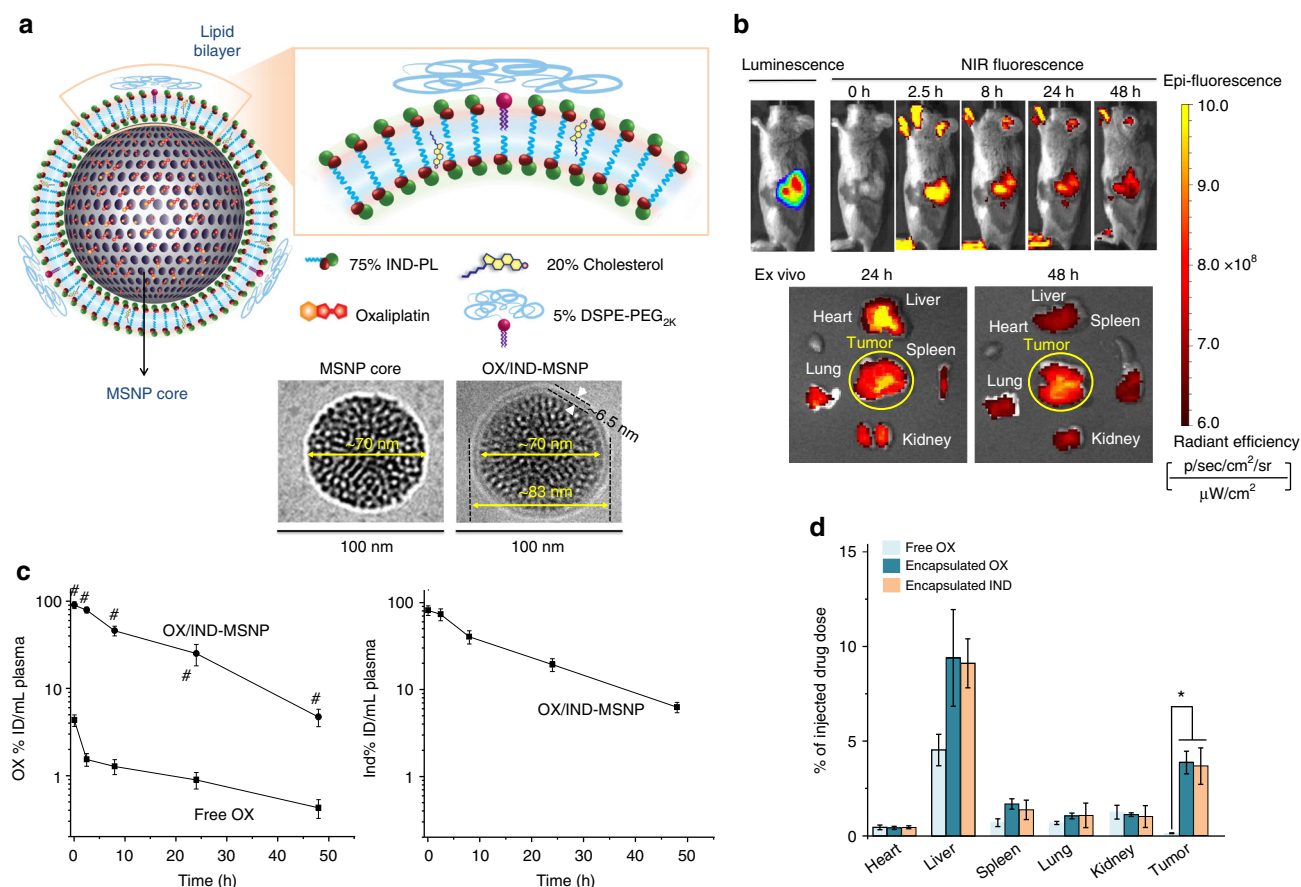 a
Lipid
bilayer
MSNP core
75% IND-PL
20% Cholesterol
Oxaliplatin
5% DSPE-PEG2K
MSNP core
OX/IND-MSNP
~70 nm
~6.5 nm
~70 nm
~83 nm
100 nm
100 nm
b
Luminescence
NIR fluorescence
0 h
2.5 h
8 h
24 h
48 h
Epi-fluorescence
10.0
9.0
8.0 ×10⁸
7.0
6.0
Radiant efficiency
p/sec/cm²/sr
µW/cm²
Ex vivo
24 h
48 h
Liver
Heart
Tumor
Spleen
Lung
Kidney
Liver
Heart
Spleen
Tumor
Lung
Kidney
c
OX % ID/mL plasma
100
10
1
#
#
#
#
#
OX/IND-MSNP
Free OX
0 10 20 30 40 50
Time (h)
Ind% ID/mL plasma
100
10
1
OX/IND-MSNP
0 10 20 30 40 50
Time (h)
d
% of injected drug dose
15
10
5
0
Free OX
Encapsulated OX
Encapsulated IND
*
Heart
Liver
Spleen
Lung
Kidney
Tumor